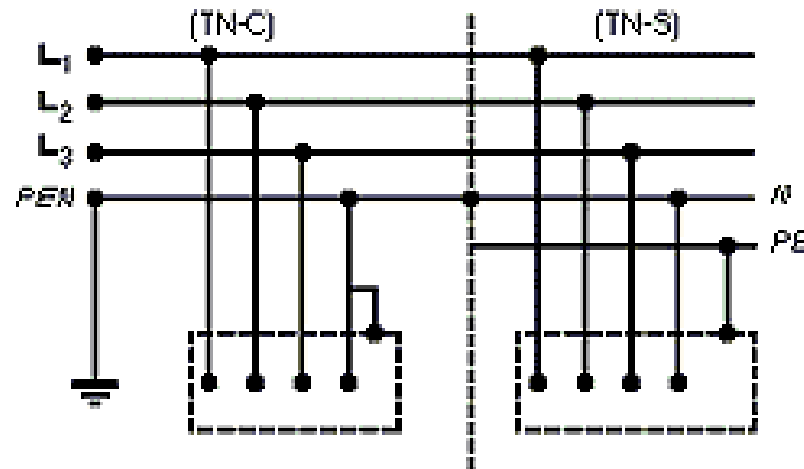 (TN-C) (TN-S)
L1
L2
L3
PEN N
PE